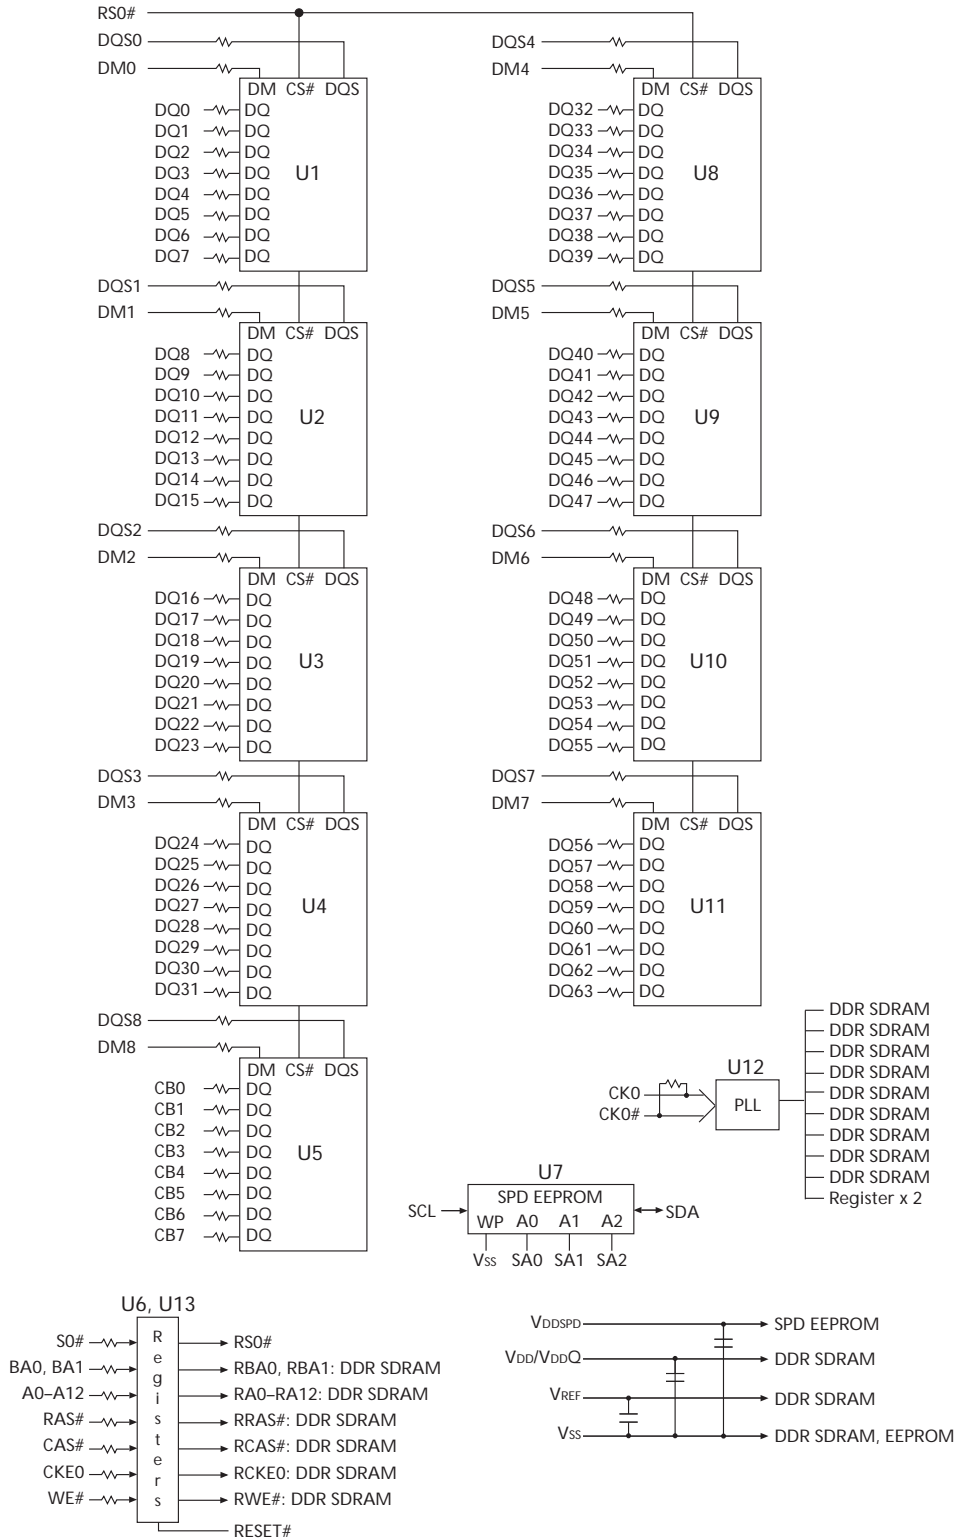 RS0#
DQS0
DM0
DM CS# DQS
DQ0 DQ
DQ1 DQ
DQ2 DQ
DQ3 DQ
DQ4 DQ
DQ5 DQ
DQ6 DQ
DQ7 DQ
U1
DQS1
DM1
DM CS# DQS
DQ8 DQ
DQ9 DQ
DQ10 DQ
DQ11 DQ
DQ12 DQ
DQ13 DQ
DQ14 DQ
DQ15 DQ
U2
DQS2
DM2
DM CS# DQS
DQ16 DQ
DQ17 DQ
DQ18 DQ
DQ19 DQ
DQ20 DQ
DQ21 DQ
DQ22 DQ
DQ23 DQ
U3
DQS3
DM3
DM CS# DQS
DQ24 DQ
DQ25 DQ
DQ26 DQ
DQ27 DQ
DQ28 DQ
DQ29 DQ
DQ30 DQ
DQ31 DQ
U4
DQS8
DM8
DM CS# DQS
CB0 DQ
CB1 DQ
CB2 DQ
CB3 DQ
CB4 DQ
CB5 DQ
CB6 DQ
CB7 DQ
U5
DQS4
DM4
DM CS# DQS
DQ32 DQ
DQ33 DQ
DQ34 DQ
DQ35 DQ
DQ36 DQ
DQ37 DQ
DQ38 DQ
DQ39 DQ
U8
DQS5
DM5
DM CS# DQS
DQ40 DQ
DQ41 DQ
DQ42 DQ
DQ43 DQ
DQ44 DQ
DQ45 DQ
DQ46 DQ
DQ47 DQ
U9
DQS6
DM6
DM CS# DQS
DQ48 DQ
DQ49 DQ
DQ50 DQ
DQ51 DQ
DQ52 DQ
DQ53 DQ
DQ54 DQ
DQ55 DQ
U10
DQS7
DM7
DM CS# DQS
DQ56 DQ
DQ57 DQ
DQ58 DQ
DQ59 DQ
DQ60 DQ
DQ61 DQ
DQ62 DQ
DQ63 DQ
U11
U12
CK0
CK0#
PLL
DDR SDRAM
DDR SDRAM
DDR SDRAM
DDR SDRAM
DDR SDRAM
DDR SDRAM
DDR SDRAM
DDR SDRAM
DDR SDRAM
Register x 2
U7
SPD EEPROM
SCL
WP A0 A1 A2
SDA
Vss SA0 SA1 SA2
U6, U13
Registers
S0# RS0#
BA0, BA1 RBA0, RBA1: DDR SDRAM
A0–A12 RA0–RA12: DDR SDRAM
RAS# RRAS#: DDR SDRAM
CAS# RCAS#: DDR SDRAM
CKE0 RCKE0: DDR SDRAM
WE# RWE#: DDR SDRAM
RESET#
VDDSPD SPD EEPROM
VDD/VDDQ DDR SDRAM
VREF DDR SDRAM
Vss DDR SDRAM, EEPROM